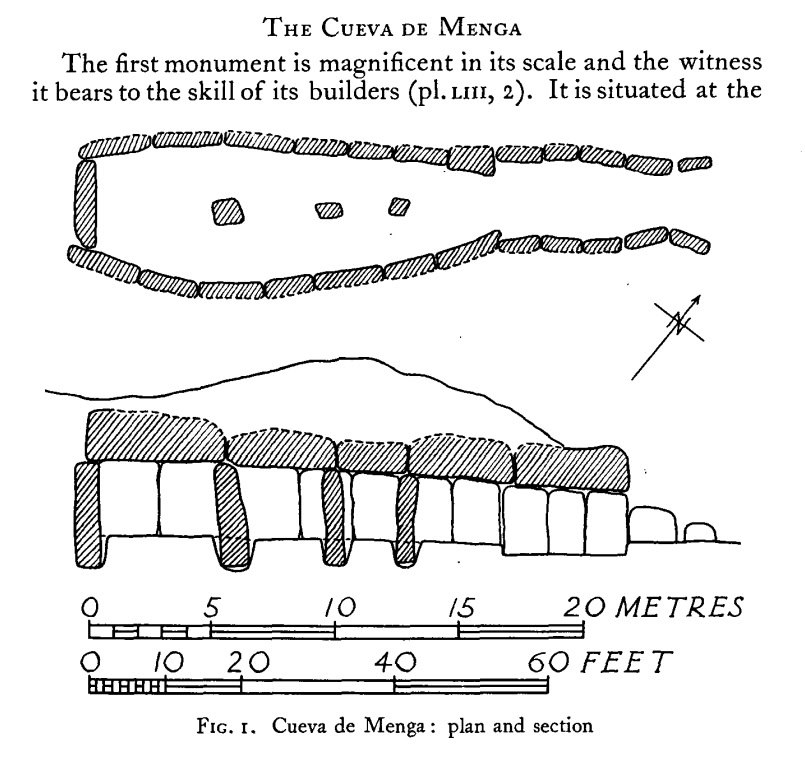 THE CUEVA DE MENGA
The first monument is magnificent in its scale and the witness
it bears to the skill of its builders (pl. LIII, 2). It is situated at the
N
0 5 10 15 20 METRES
0 10 20 40 60 FEET
FIG. 1. Cueva de Menga: plan and section